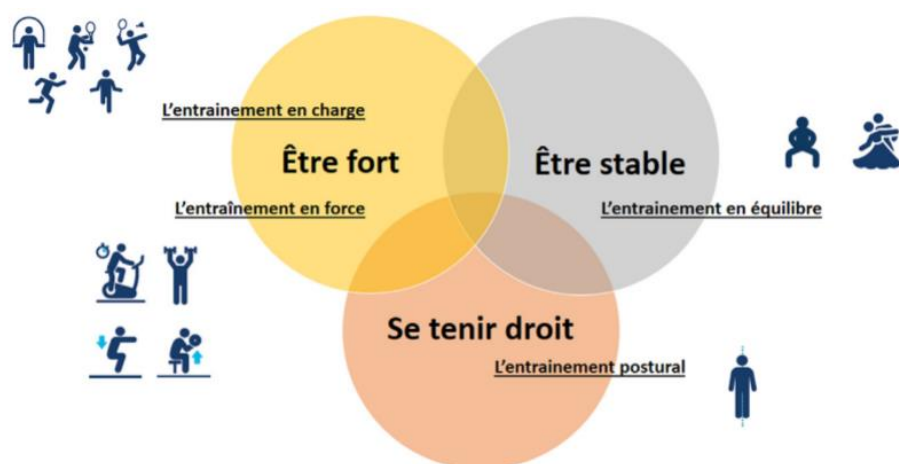 L'entrainement en charge
Être fort
L'entraînement en force
Être stable
L'entrainement en équilibre
Se tenir droit
L'entrainement postural